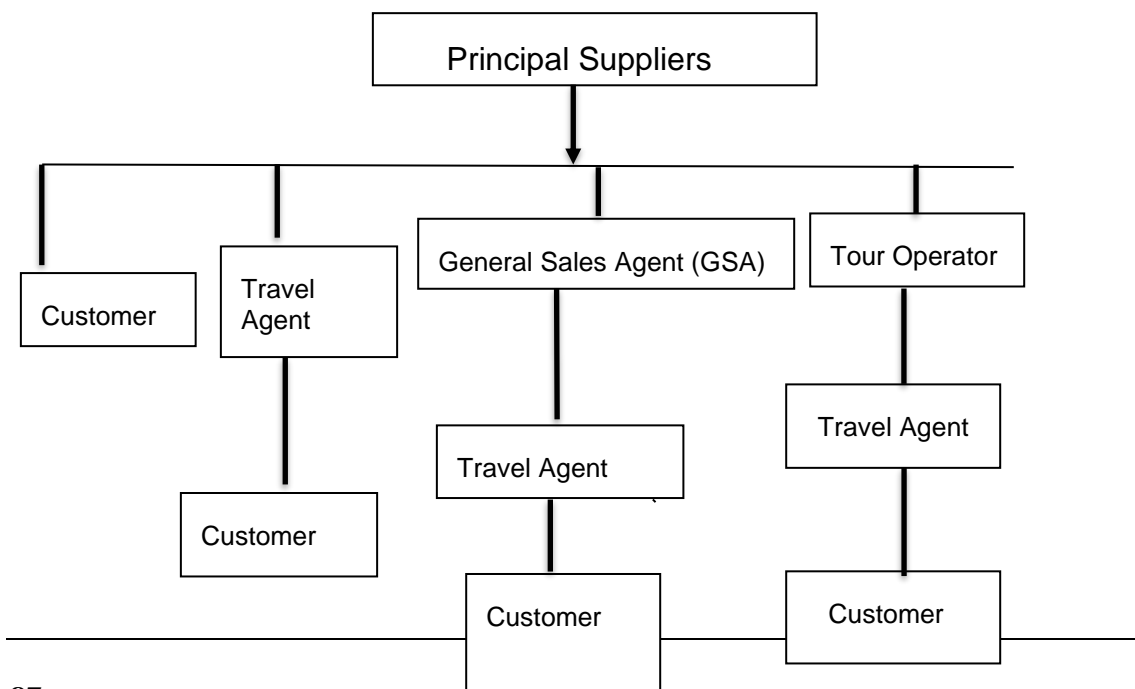 Principal Suppliers
Customer
Travel
Agent
Customer
General Sales Agent (GSA)
Travel Agent
Customer
Tour Operator
Travel Agent
Customer